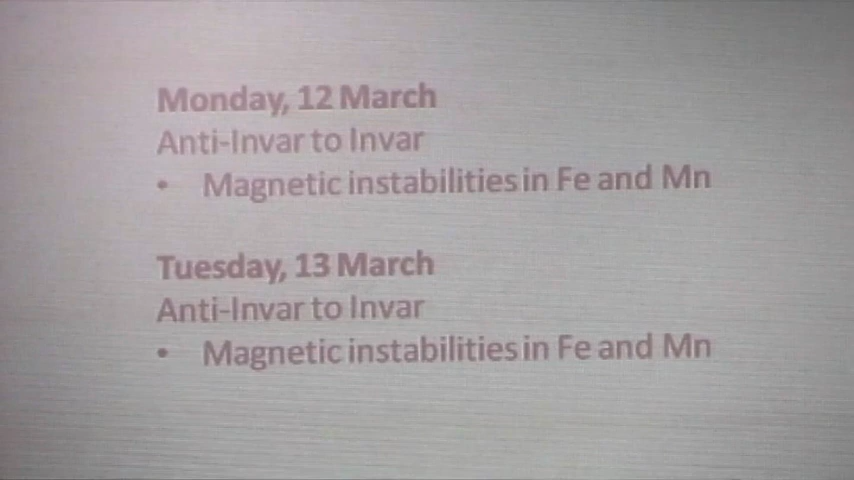 Monday, 12 March
Anti-Invar to Invar
• Magnetic instabilities in Fe and Mn
Tuesday, 13 March
Anti-Invar to Invar
• Magnetic instabilities in Fe and Mn